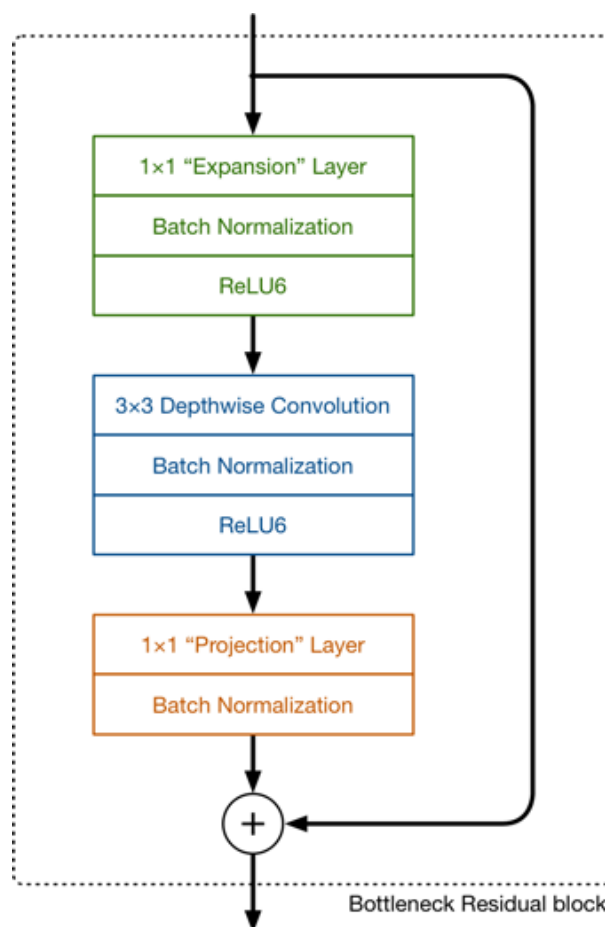 1×1 “Expansion” Layer
Batch Normalization
ReLU6
3×3 Depthwise Convolution
Batch Normalization
ReLU6
1×1 “Projection” Layer
Batch Normalization
+
Bottleneck Residual block